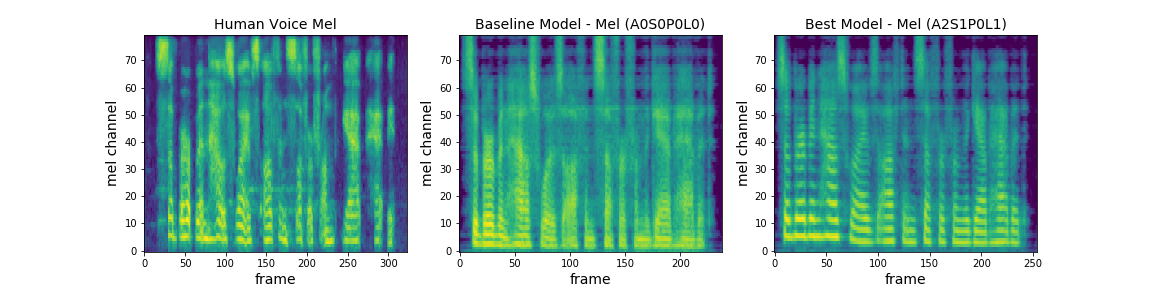 Human Voice Mel
mel channel
70
60
50
40
30
20
10
0
0 50 100 150 200 250 300
frame
Baseline Model - Mel (A0S0P0L0)
mel channel
70
60
50
40
30
20
10
0
0 50 100 150 200
frame
Best Model - Mel (A2S1P0L1)
mel channel
70
60
50
40
30
20
10
0
0 50 100 150 200 250
frame